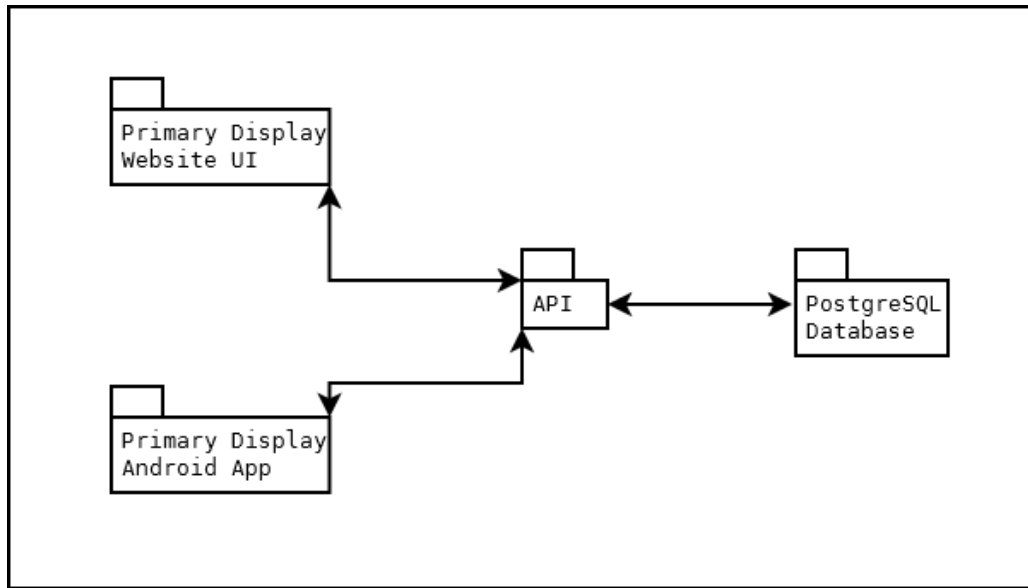 Primary Display
Website UI
API
PostgreSQL
Database
Primary Display
Android App